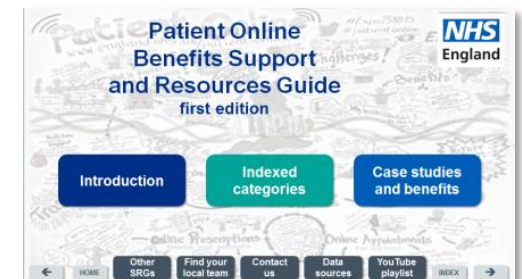 Patient Online
Benefits Support
and Resources Guide
first edition
NHS
England
Introduction
Indexed
categories
Case studies
and benefits
Online Prescriptions
Online Appointments
HOME
Other
SRGs
Find your
local team
Contact
us
Data
sources
YouTube
playlist
INDEX